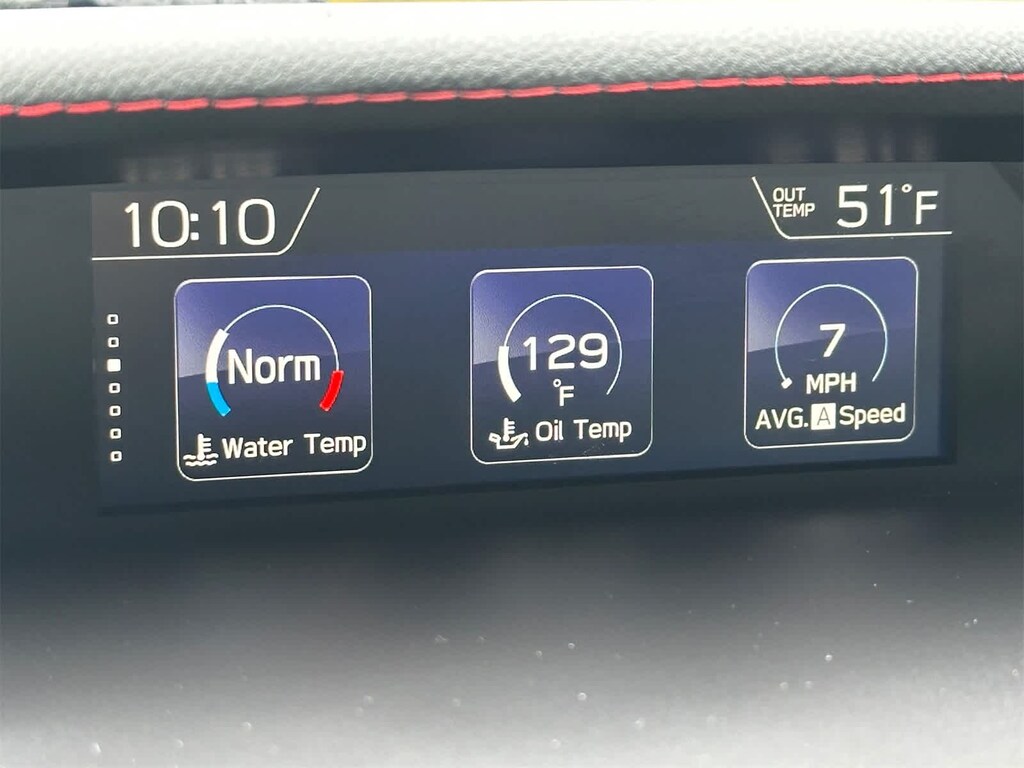 10:10
OUT
TEMP
51°F
Norm
Water Temp
129
°F
Oil Temp
7
MPH
AVG. A Speed